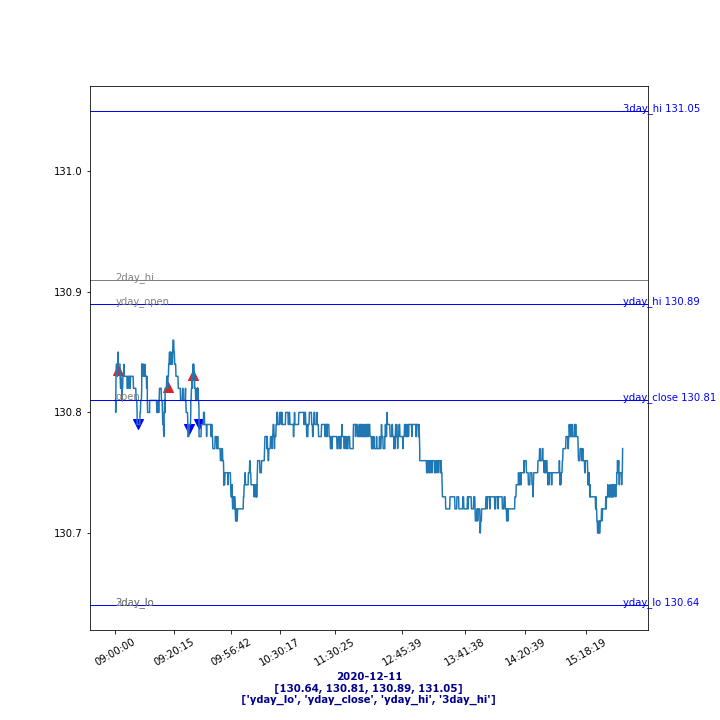 3day_hi 131.05
131.0
2day_hi
130.9
yday_open
yday_hi 130.89
open
yday_close 130.81
130.8
130.7
3day_lo
yday_lo 130.64
09:00:00 09:20:15 09:56:42 10:30:17 11:30:25 12:45:39 13:41:38 14:20:39 15:18:19
2020-12-11
[130.64, 130.81, 130.89, 131.05]
['yday_lo', 'yday_close', 'yday_hi', '3day_hi']